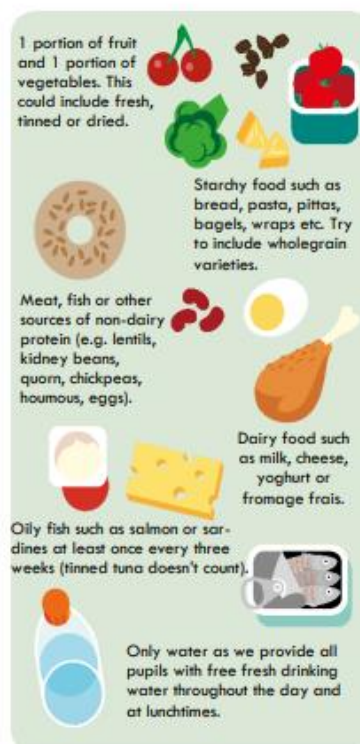 1 portion of fruit
and 1 portion of
vegetables. This
could include fresh,
tinned or dried.
Starchy food such as
bread, pasta, pittas,
bagels, wraps etc. Try
to include wholegrain
varieties.
Meat, fish or other
sources of non-dairy
protein (e.g. lentils,
kidney beans,
quorn, chickpeas,
houmous, eggs).
Dairy food such
as milk, cheese,
yoghurt or
fromage frais.
Oily fish such as salmon or sar-
dines at least once every three
weeks (tinned tuna doesn't count).
Only water as we provide all
pupils with free fresh drinking
water throughout the day and
at lunchtimes.